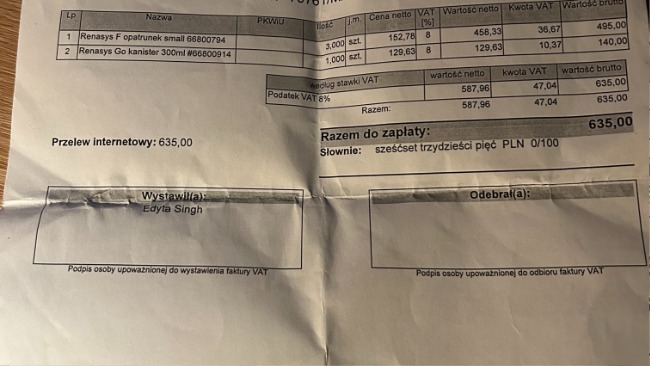 Lp Nazwa PKWiU Ilość j.m. Cena netto VAT [%] Wartość netto Kwota VAT Wartość brutto
1 Renasys F opatrunek small 66800794 3,000 szt. 152,78 8 458,33 36,67 495,00
2 Renasys Go kanister 300ml #66800914 1,000 szt. 129,63 8 129,63 10,37 140,00
według stawki VAT wartość netto kwota VAT wartość brutto
Podatek VAT 8% 587,96 47,04 635,00
Razem: 587,96 47,04 635,00
Przelew internetowy: 635,00
Razem do zapłaty: 635,00
Słownie: sześćset trzydzieści pięć PLN 0/100
Wystawił(a):
Edyta Singh
Podpis osoby upoważnionej do wystawienia faktury VAT
Odebrał(a):
Podpis osoby upoważnionej do odbioru faktury VAT